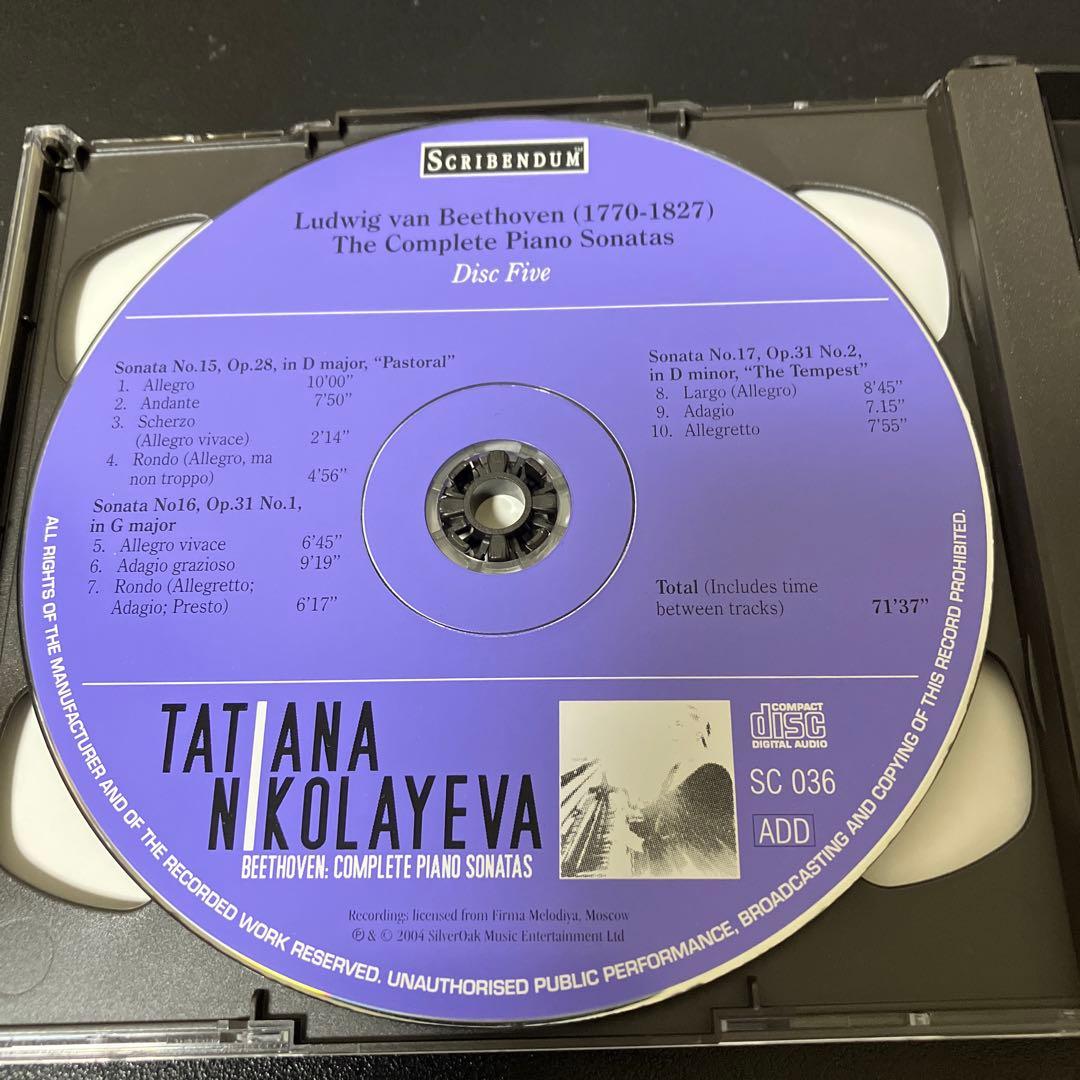 SCRIBENDUM™
Ludwig van Beethoven (1770-1827)
The Complete Piano Sonatas
Disc Five
Sonata No.15, Op.28, in D major, “Pastoral”
1. Allegro 10’00”
2. Andante 7’50”
3. Scherzo
(Allegro vivace) 2’14”
4. Rondo (Allegro, ma
non troppo) 4’56”
Sonata No16, Op.31 No.1,
in G major
5. Allegro vivace 6’45”
6. Adagio grazioso 9’19”
7. Rondo (Allegretto;
Adagio; Presto) 6’17”
Sonata No.17, Op.31 No.2,
in D minor, “The Tempest”
8. Largo (Allegro) 8’45”
9. Adagio 7.15”
10. Allegretto 7’55”
Total (Includes time
between tracks) 71’37”
TATIANA
NIKOLAYEVA
BEETHOVEN: COMPLETE PIANO SONATAS
COMPACT
disc
DIGITAL AUDIO
SC 036
ADD
Recordings licensed from Firma Melodiya, Moscow
℗ & © 2004 SilverOak Music Entertainment Ltd
ALL RIGHTS OF THE MANUFACTURER AND OF THE RECORDED WORK RESERVED. UNAUTHORISED PUBLIC PERFORMANCE, BROADCASTING AND COPYING OF THIS RECORD PROHIBITED.